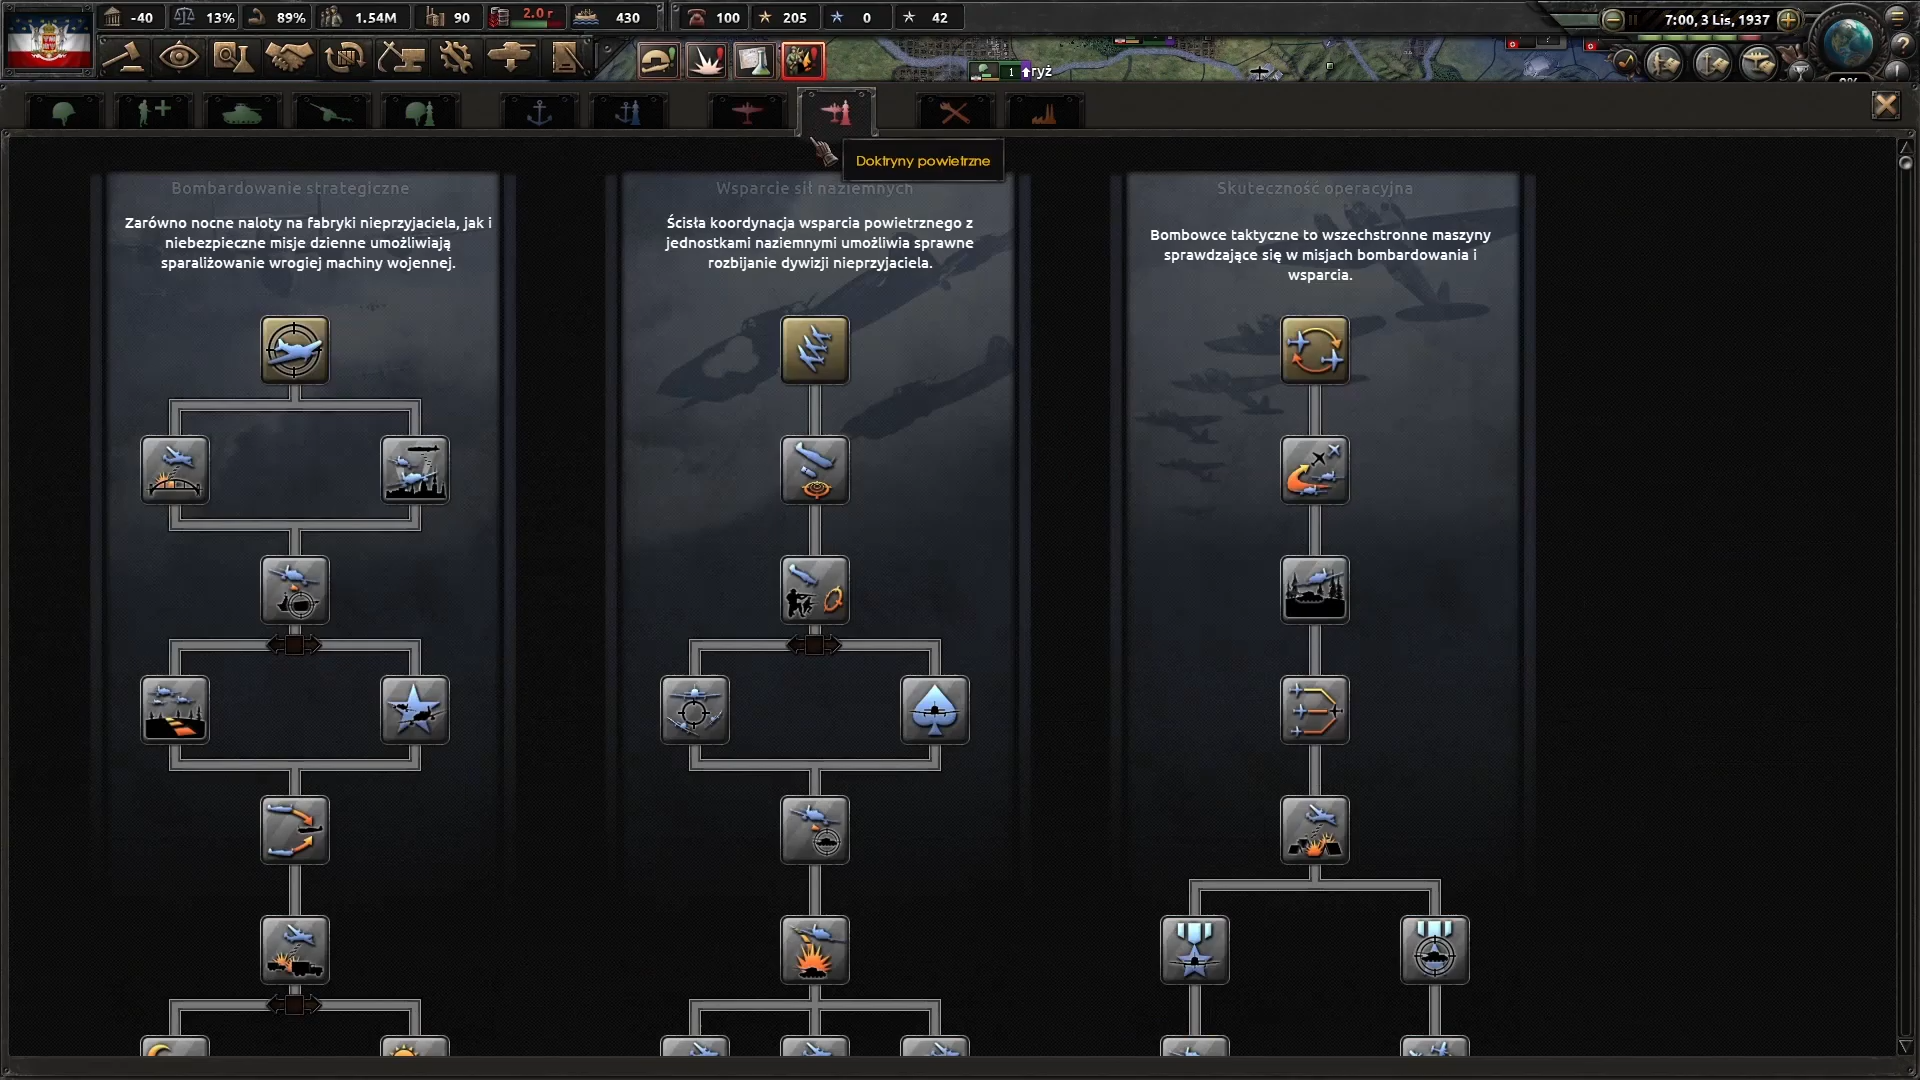 -40 13% 89% 1.54M 90 2.0 r 430 100 205 0 42 7:00, 3 Lis, 1937
1 ryż
Doktryny powietrzne
Bombardowanie strategiczne
Zarówno nocne naloty na fabryki nieprzyjaciela, jak i
niebezpieczne misje dzienne umożliwiają
sparaliżowanie wrogiej machiny wojennej.
Wsparcie sił naziemnych
Ścisła koordynacja wsparcia powietrznego z
jednostkami naziemnymi umożliwia sprawne
rozbijanie dywizji nieprzyjaciela.
Skuteczność operacyjna
Bombowce taktyczne to wszechstronne maszyny
sprawdzające się w misjach bombardowania i
wsparcia.